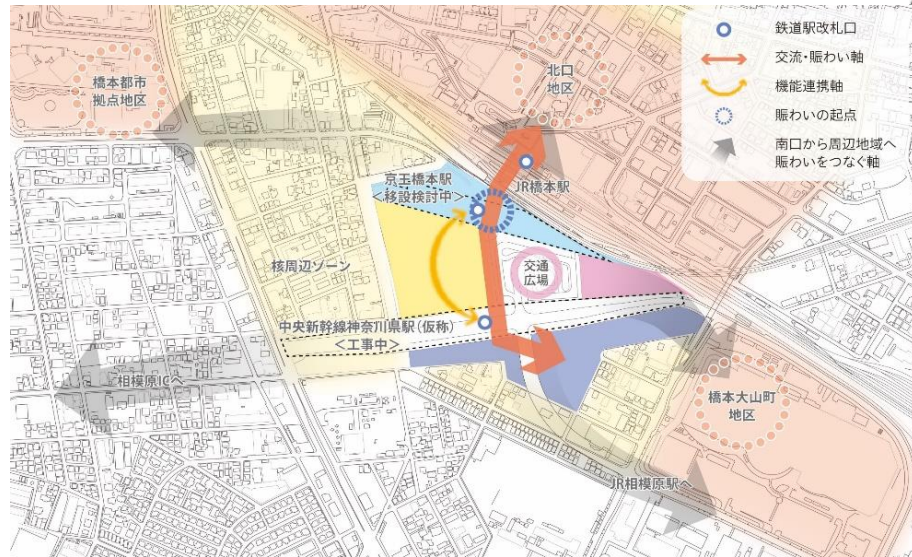 鉄道駅改札口
交流・賑わい軸
機能連携軸
賑わいの起点
南口から周辺地域へ
賑わいをつなぐ軸
橋本都市
拠点地区
北口
地区
京王橋本駅
<移設検討中>
JR橋本駅
核周辺ゾーン
交通
広場
中央新幹線神奈川県駅(仮称)
<工事中>
相模原ICへ
橋本大山町
地区
JR相模原駅へ